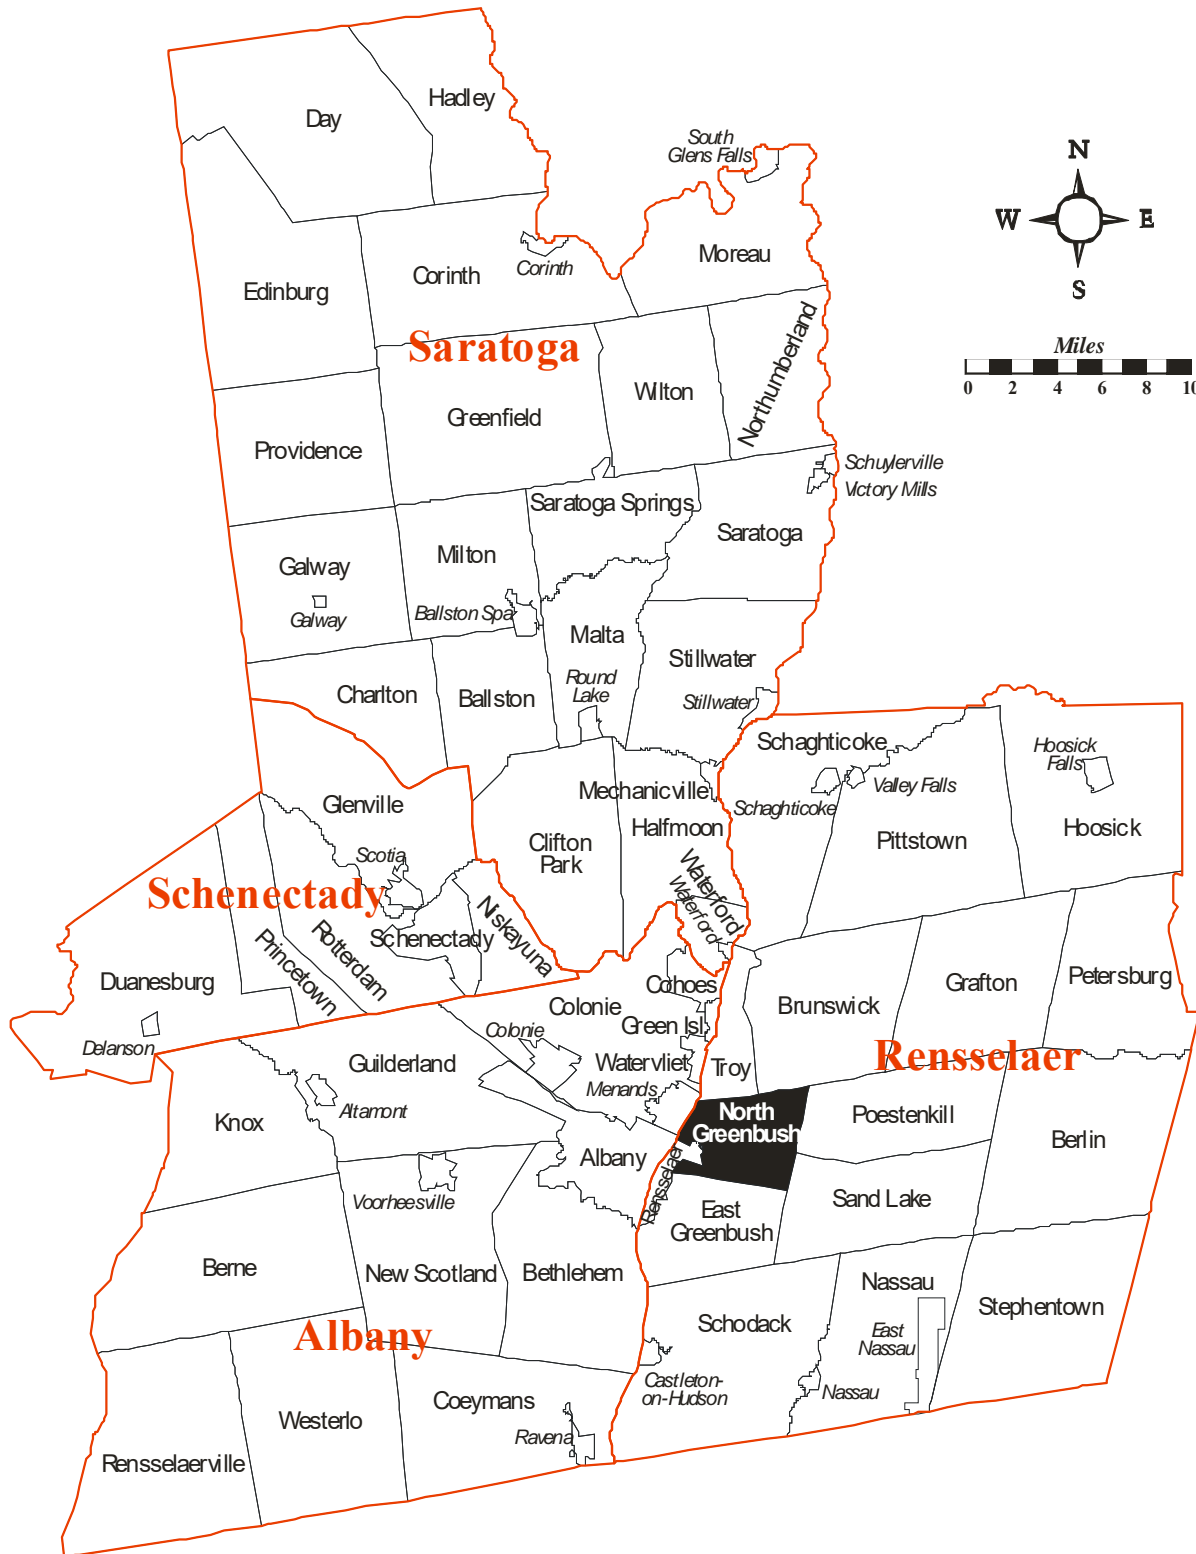 Hadley
Day
South
Glens Falls
N
W
E
S
Moreau
Corinth
Corinth
Edinburg
Saratoga
Northumberland
Miles
0 2 4 6 8 10
Wilton
Greenfield
Providence
Schuylerville
Victory Mills
Saratoga Springs
Saratoga
Milton
Galway
Galway
Ballston Spa
Malta
Stillwater
Round
Lake
Stillwater
Charlton
Ballston
Schaghticoke
Hoosick
Falls
Valley Falls
Schaghticoke
Mechanicville
Glenville
Halfmoon
Hoosick
Pittstown
Clifton
Park
Scotia
Schenectady
Waterford
Waterford
Niskayuna
Schenectady
Rotterdam
Princetown
Duanesburg
Cohoes
Petersburg
Grafton
Brunswick
Colonie
Green Isl.
Colonie
Delanson
Rensselaer
Guilderland
Watervliet
Troy
Menands
Altamont
Knox
North
Greenbush
Poestenkill
Berlin
Albany
Rensselaer
Voorheesville
Sand Lake
East
Greenbush
Berne
New Scotland
Bethlehem
Nassau
Stephentown
Albany
Schodack
East
Nassau
Castleton-
on-Hudson
Nassau
Coeymans
Westerlo
Ravena
Rensselaerville